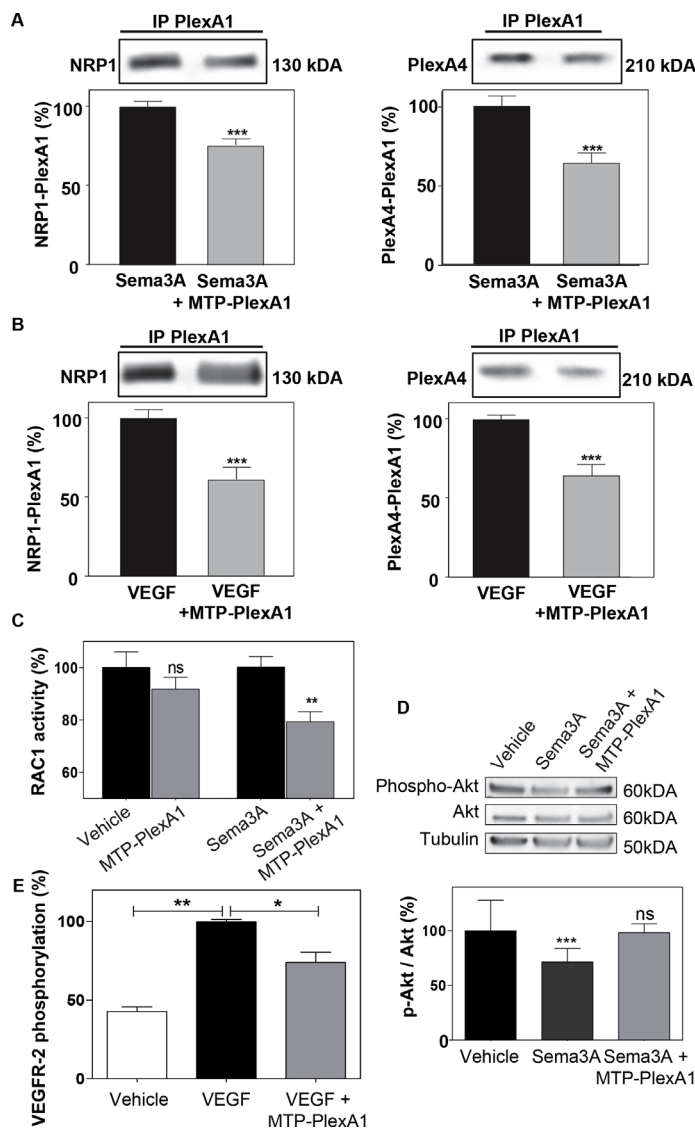 A
IP PlexA1
NRP1
130 kDA
NRP1-PlexA1 (%)
100
50
0
***
Sema3A Sema3A
+ MTP-PlexA1
IP PlexA1
PlexA4
210 kDA
PlexA4-PlexA1 (%)
100
50
0
***
Sema3A Sema3A
+ MTP-PlexA1
B
IP PlexA1
NRP1
130 kDA
NRP1-PlexA1 (%)
100
50
0
***
VEGF VEGF
+MTP-PlexA1
IP PlexA1
PlexA4
210 kDA
PlexA4-PlexA1 (%)
100
50
0
***
VEGF VEGF
+MTP-PlexA1
C
RAC1 activity (%)
100
80
60
ns
**
Vehicle
MTP-PlexA1
Sema3A
Sema3A +
MTP-PlexA1
D
Vehicle
Sema3A
Sema3A +
MTP-PlexA1
Phospho-Akt
60kDA
Akt
60kDA
Tubulin
50kDA
p-Akt / Akt (%)
100
50
0
***
ns
Vehicle Sema3A Sema3A +
MTP-PlexA1
E
VEGFR-2 phosphorylation (%)
100
50
0
**
*
Vehicle VEGF VEGF +
MTP-PlexA1